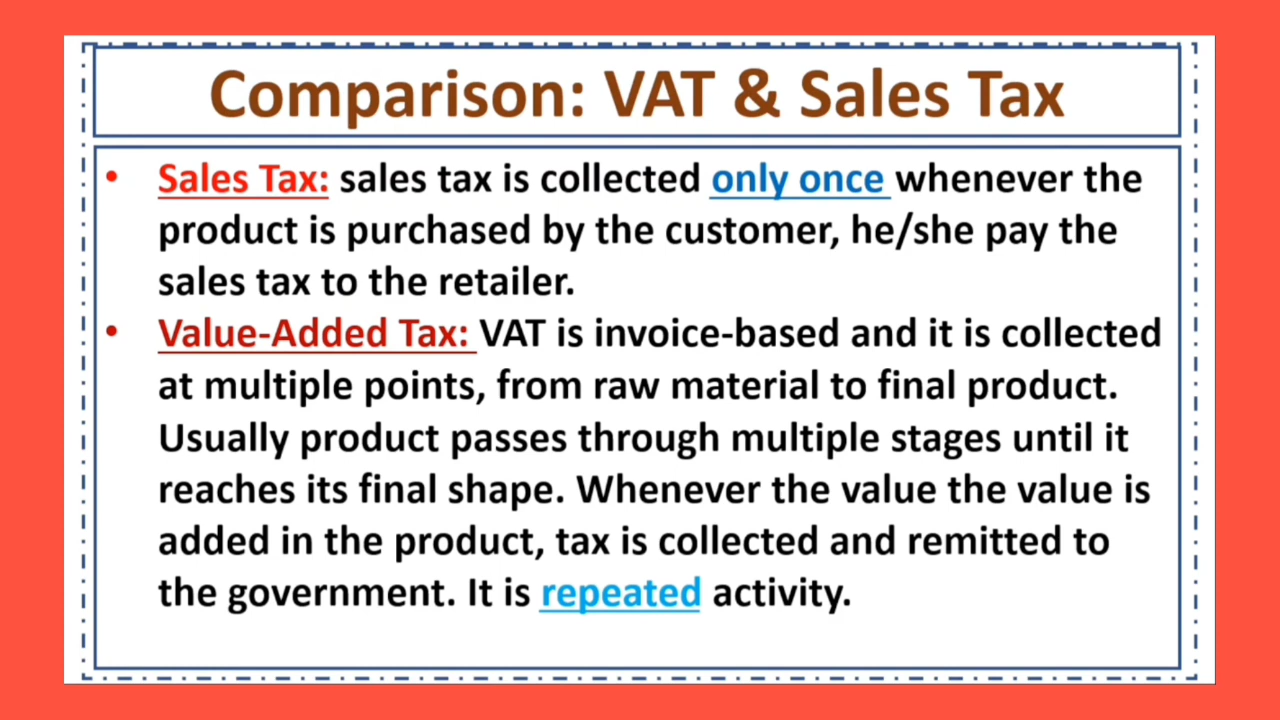 Comparison: VAT & Sales Tax
• Sales Tax: sales tax is collected only once whenever the
product is purchased by the customer, he/she pay the
sales tax to the retailer.
• Value-Added Tax: VAT is invoice-based and it is collected
at multiple points, from raw material to final product.
Usually product passes through multiple stages until it
reaches its final shape. Whenever the value the value is
added in the product, tax is collected and remitted to
the government. It is repeated activity.